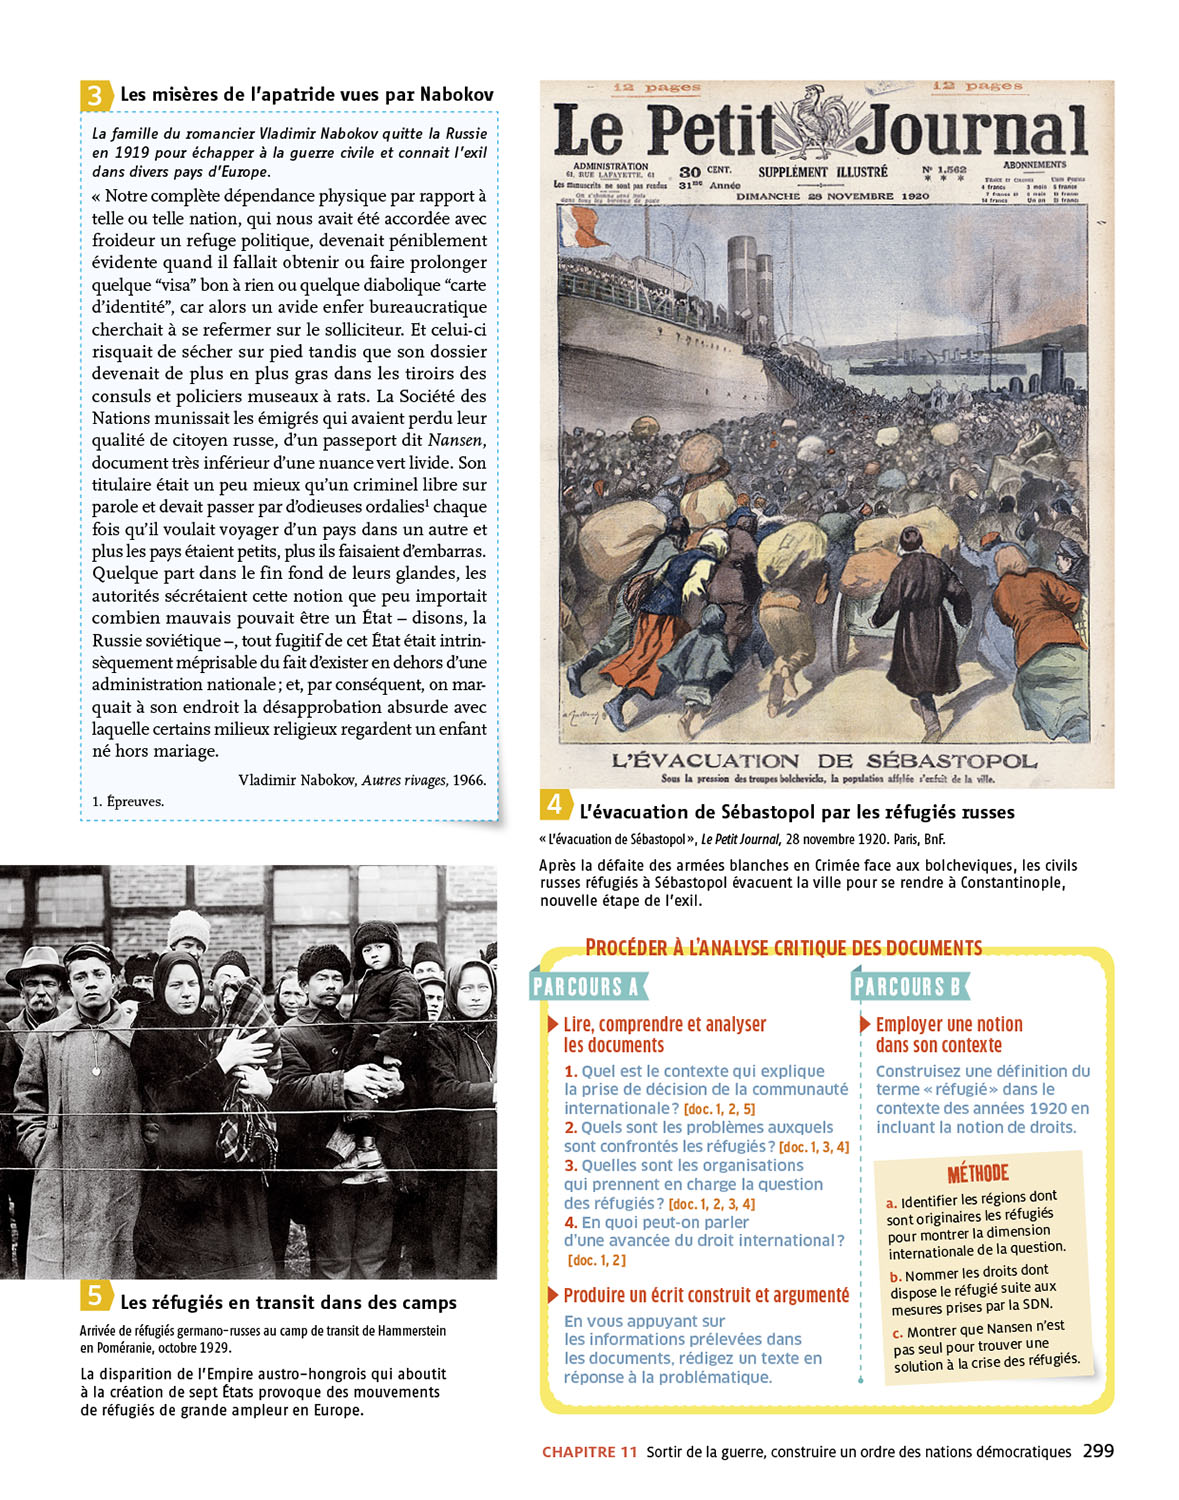 3 Les misères de l'apatride vues par Nabokov
La famille du romancier Vladimir Nabokov quitte la Russie
en 1919 pour échapper à la guerre civile et connait l'exil
dans divers pays d'Europe.
« Notre complète dépendance physique par rapport à
telle ou telle nation, qui nous avait été accordée avec
froideur un refuge politique, devenait péniblement
évidente quand il fallait obtenir ou faire prolonger
quelque “visa” bon à rien ou quelque diabolique “carte
d'identité”, car alors un avide enfer bureaucratique
cherchait à se refermer sur le solliciteur. Et celui-ci
risquait de sécher sur pied tandis que son dossier
devenait de plus en plus gras dans les tiroirs des
consuls et policiers museaux à rats. La Société des
Nations munissait les émigrés qui avaient perdu leur
qualité de citoyen russe, d'un passeport dit Nansen,
document très inférieur d'une nuance vert livide. Son
titulaire était un peu mieux qu'un criminel libre sur
parole et devait passer par d'odieuses ordalies¹ chaque
fois qu'il voulait voyager d'un pays dans un autre et
plus les pays étaient petits, plus ils faisaient d'embarras.
Quelque part dans le fin fond de leurs glandes, les
autorités sécrétaient cette notion que peu importait
combien mauvais pouvait être un État – disons, la
Russie soviétique –, tout fugitif de cet État était intrin-
sèquement méprisable du fait d'exister en dehors d'une
administration nationale ; et, par conséquent, on mar-
quait à son endroit la désapprobation absurde avec
laquelle certains milieux religieux regardent un enfant
né hors mariage.
Vladimir Nabokov, Autres rivages, 1966.
1. Épreuves.
12 pages 12 pages
Le Petit Journal
ADMINISTRATION
61, RUE LAFAYETTE, 61
Les manuscrits ne sont pas rendus
30 CENT.
31me Année
SUPPLÉMENT ILLUSTRÉ
DIMANCHE 28 NOVEMBRE 1920
N° 1.562
ABONNEMENTS
L'ÉVACUATION DE SÉBASTOPOL
Sous la pression des troupes bolchevicks, la population affolée s'enfuit de la ville.
4 L'évacuation de Sébastopol par les réfugiés russes
« L'évacuation de Sébastopol », Le Petit Journal, 28 novembre 1920. Paris, BnF.
Après la défaite des armées blanches en Crimée face aux bolcheviques, les civils
russes réfugiés à Sébastopol évacuent la ville pour se rendre à Constantinople,
nouvelle étape de l'exil.
5 Les réfugiés en transit dans des camps
Arrivée de réfugiés germano-russes au camp de transit de Hammerstein
en Poméranie, octobre 1929.
La disparition de l'Empire austro-hongrois qui aboutit
à la création de sept États provoque des mouvements
de réfugiés de grande ampleur en Europe.
PROCÉDER À L'ANALYSE CRITIQUE DES DOCUMENTS
PARCOURS A
Lire, comprendre et analyser
les documents
1. Quel est le contexte qui explique
la prise de décision de la communauté
internationale ? [doc. 1, 2, 5]
2. Quels sont les problèmes auxquels
sont confrontés les réfugiés ? [doc. 1, 3, 4]
3. Quelles sont les organisations
qui prennent en charge la question
des réfugiés ? [doc. 1, 2, 3, 4]
4. En quoi peut-on parler
d'une avancée du droit international ?
[doc. 1, 2]
Produire un écrit construit et argumenté
En vous appuyant sur
les informations prélevées dans
les documents, rédigez un texte en
réponse à la problématique.
PARCOURS B
Employer une notion
dans son contexte
Construisez une définition du
terme « réfugié » dans le
contexte des années 1920 en
incluant la notion de droits.
MÉTHODE
a. Identifier les régions dont
sont originaires les réfugiés
pour montrer la dimension
internationale de la question.
b. Nommer les droits dont
dispose le réfugié suite aux
mesures prises par la SDN.
c. Montrer que Nansen n'est
pas seul pour trouver une
solution à la crise des réfugiés.
CHAPITRE 11 Sortir de la guerre, construire un ordre des nations démocratiques 299